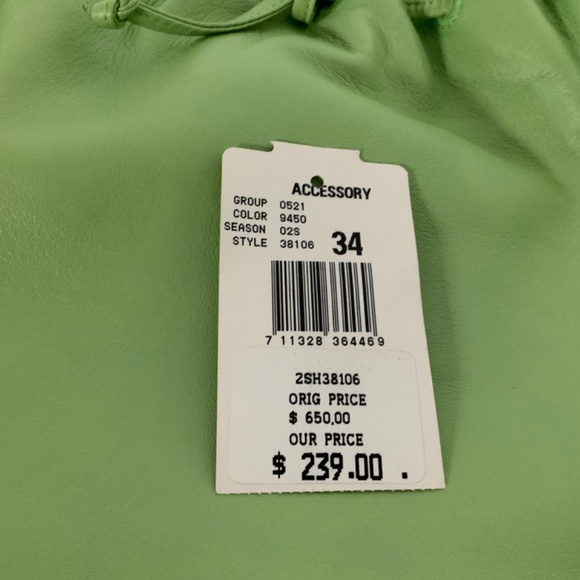 ACCESSORY
GROUP 0521
COLOR 9450
SEASON 02S
STYLE 38106 34
7 11328 364469
2SH38106
ORIG PRICE
$ 650.00
OUR PRICE
$ 239.00 .